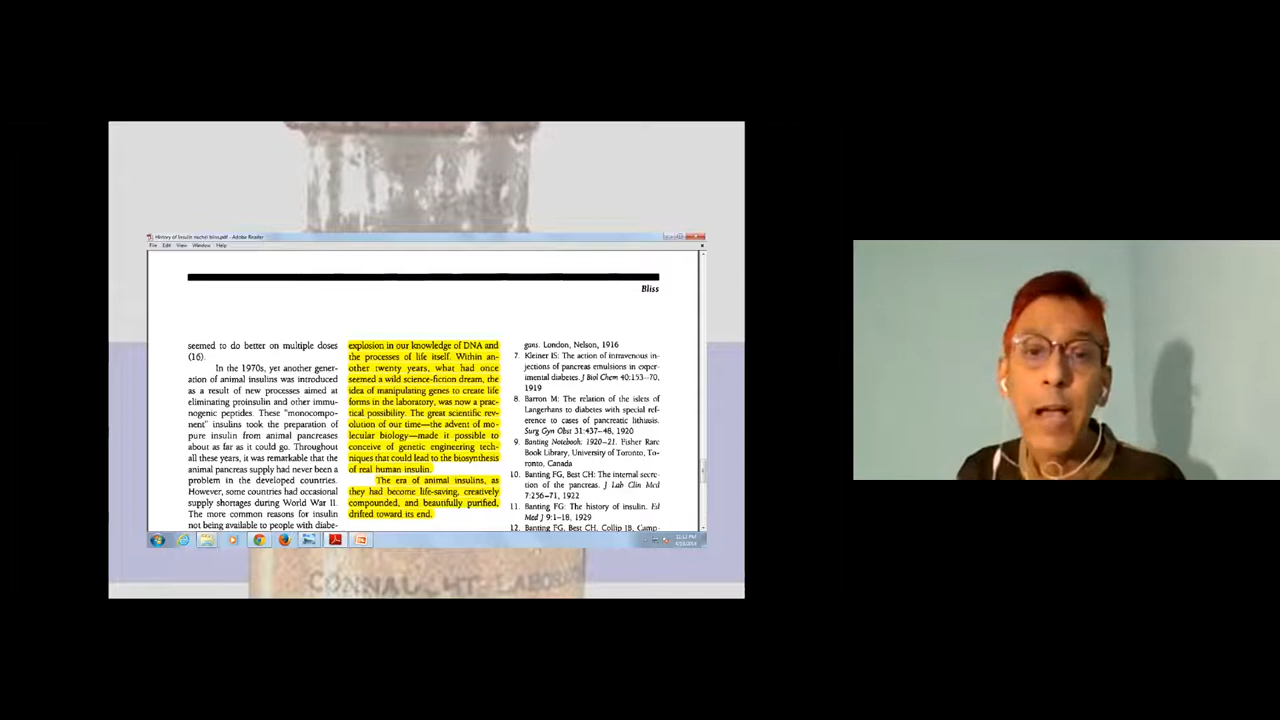 History of Insulin michel bliss.pdf - Adobe Reader
File Edit View Window Help
Bliss
seemed to do better on multiple doses
(16).
In the 1970s, yet another gener-
ation of animal insulins was introduced
as a result of new processes aimed at
eliminating proinsulin and other immu-
nogenic peptides. These "monocompo-
nent" insulins took the preparation of
pure insulin from animal pancreases
about as far as it could go. Throughout
all these years, it was remarkable that the
animal pancreas supply had never been a
problem in the developed countries.
However, some countries had occasional
supply shortages during World War II.
The more common reasons for insulin
not being available to people with diabe-
explosion in our knowledge of DNA and
the processes of life itself. Within an-
other twenty years, what had once
seemed a wild science-fiction dream, the
idea of manipulating genes to create life
forms in the laboratory, was now a prac-
tical possibility. The great scientific rev-
olution of our time—the advent of mo-
lecular biology—made it possible to
conceive of genetic engineering tech-
niques that could lead to the biosynthesis
of real human insulin.
The era of animal insulins, as
they had become life-saving, creatively
compounded, and beautifully purified,
drifted toward its end.
gans. London, Nelson, 1916
7. Kleiner IS: The action of intravenous in-
jections of pancreas emulsions in exper-
imental diabetes. J Biol Chem 40:153–70,
1919
8. Barron M: The relation of the islets of
Langerhans to diabetes with special ref-
erence to cases of pancreatic lithiasis.
Surg Gyn Obst 31:437–48, 1920
9. Banting Notebook: 1920–21. Fisher Rare
Book Library, University of Toronto, To-
ronto, Canada
10. Banting FG, Best CH: The internal secre-
tion of the pancreas. J Lab Clin Med
7:256–71, 1922
11. Banting FG: The history of insulin. Ed
Med J 9:1–18, 1929
12. Banting FG, Best CH, Collip JB, Camp-
CONNAUGHT LABORA